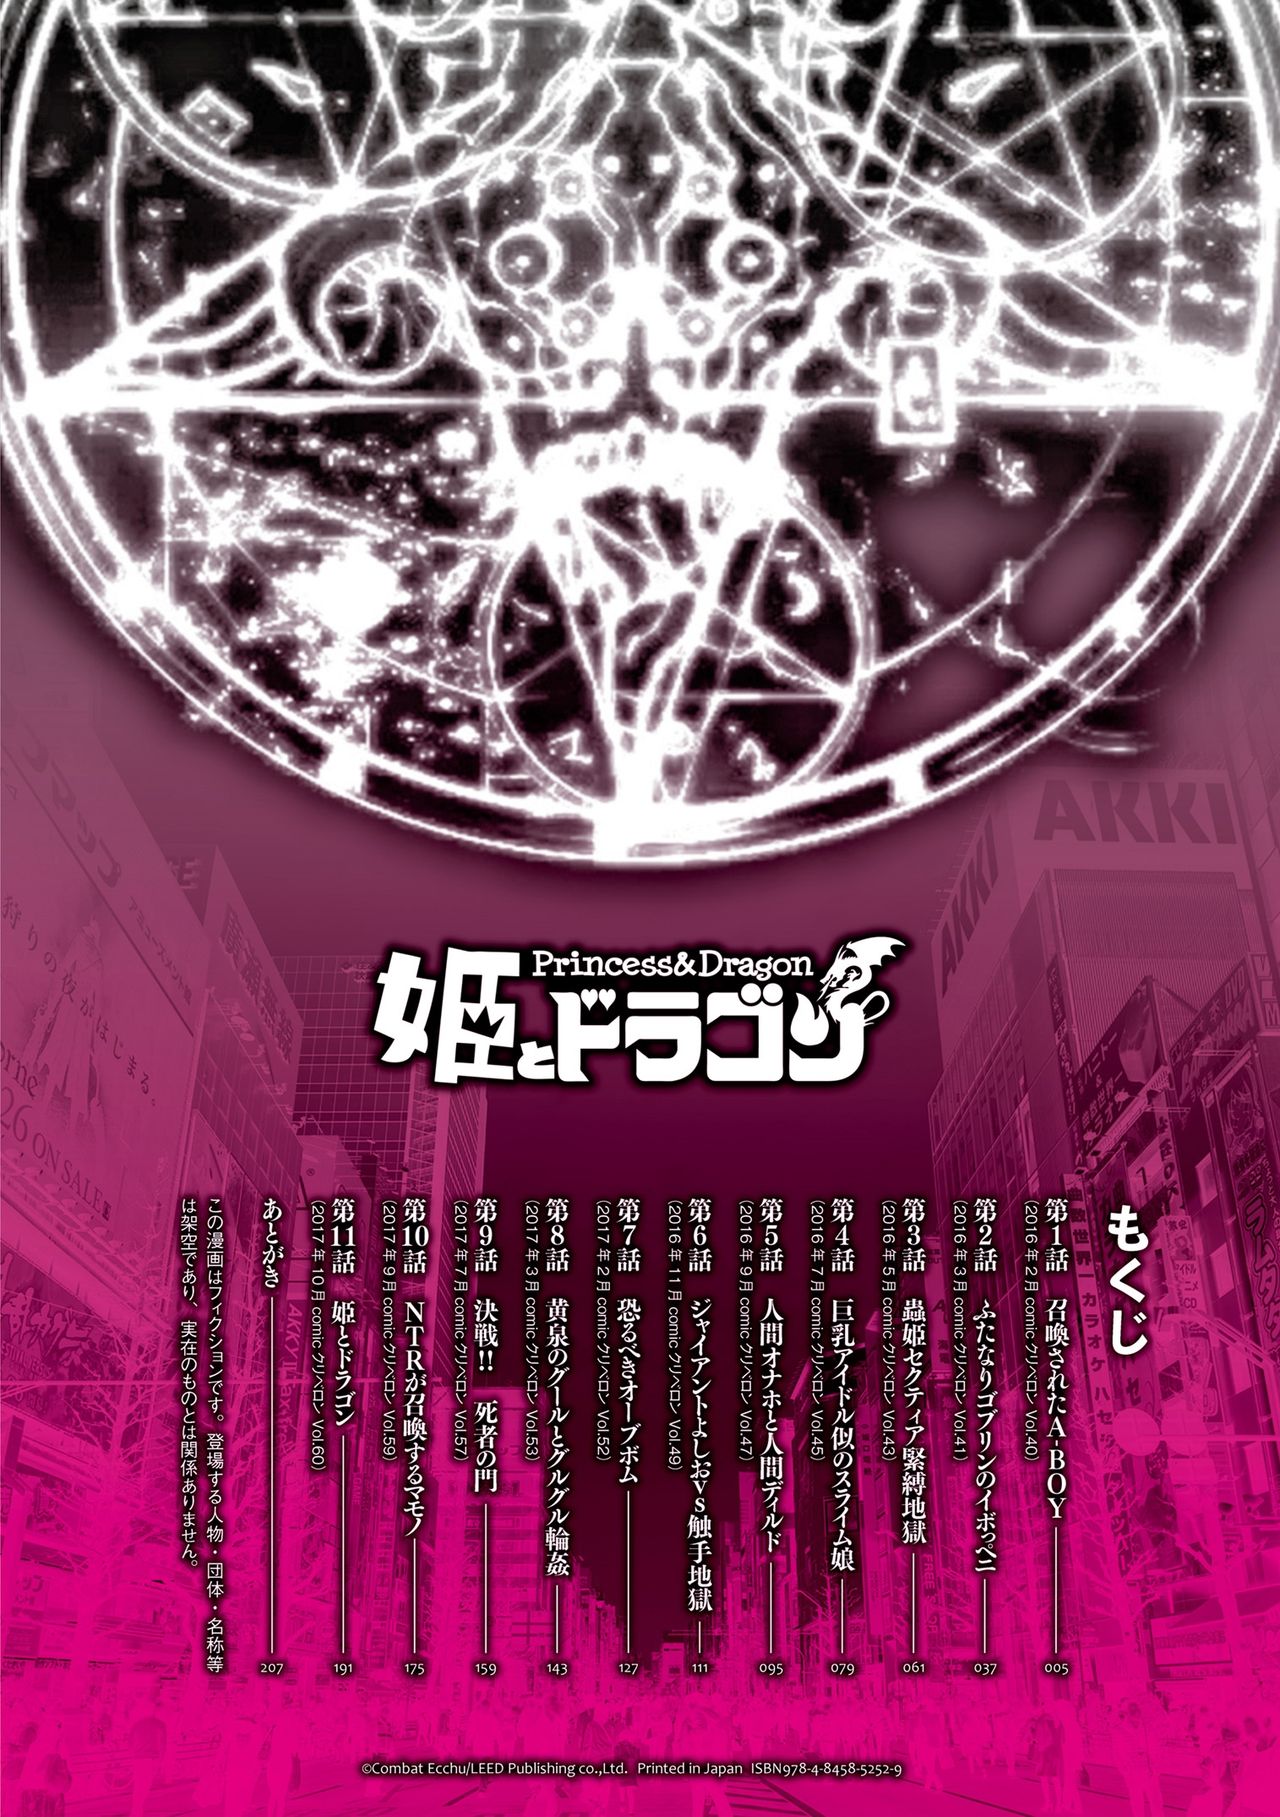 姫とドラゴン
Princess&Dragon
もくじ
第1話 召喚されたA-BOY 005
(2016年2月 comic クリベロン Vol.40)
第2話 ふたなりゴブリンのイボっペニ 037
(2016年3月 comic クリベロン Vol.41)
第3話 蟲姫セクティア緊縛地獄 061
(2016年5月 comic クリベロン Vol.43)
第4話 巨乳アイドル似のスライム娘 079
(2016年7月 comic クリベロン Vol.45)
第5話 人間オナホと人間ディルド 095
(2016年9月 comic クリベロン Vol.47)
第6話 ジャイアントよしおvs触手地獄 111
(2016年11月 comic クリベロン Vol.49)
第7話 恐るべきオーブボム 127
(2017年2月 comic クリベロン Vol.52)
第8話 黄泉のグールとグルグル輪姦 143
(2017年3月 comic クリベロン Vol.53)
第9話 決戦!! 死者の門 159
(2017年7月 comic クリベロン Vol.57)
第10話 NTRが召喚するマモノ 175
(2017年9月 comic クリベロン Vol.59)
第11話 姫とドラゴン 191
(2017年10月 comic クリベロン Vol.60)
あとがき 207
この漫画はフィクションです。登場する人物・団体・名称等
は架空であり、実在のものとは関係ありません。
©Combat Ecchu/LEED Publishing co.,Ltd. Printed in Japan ISBN978-4-8458-5252-9
AKKI
AKKI
狩りの夜がはじまる。
26 ON SALE
アミューズメント